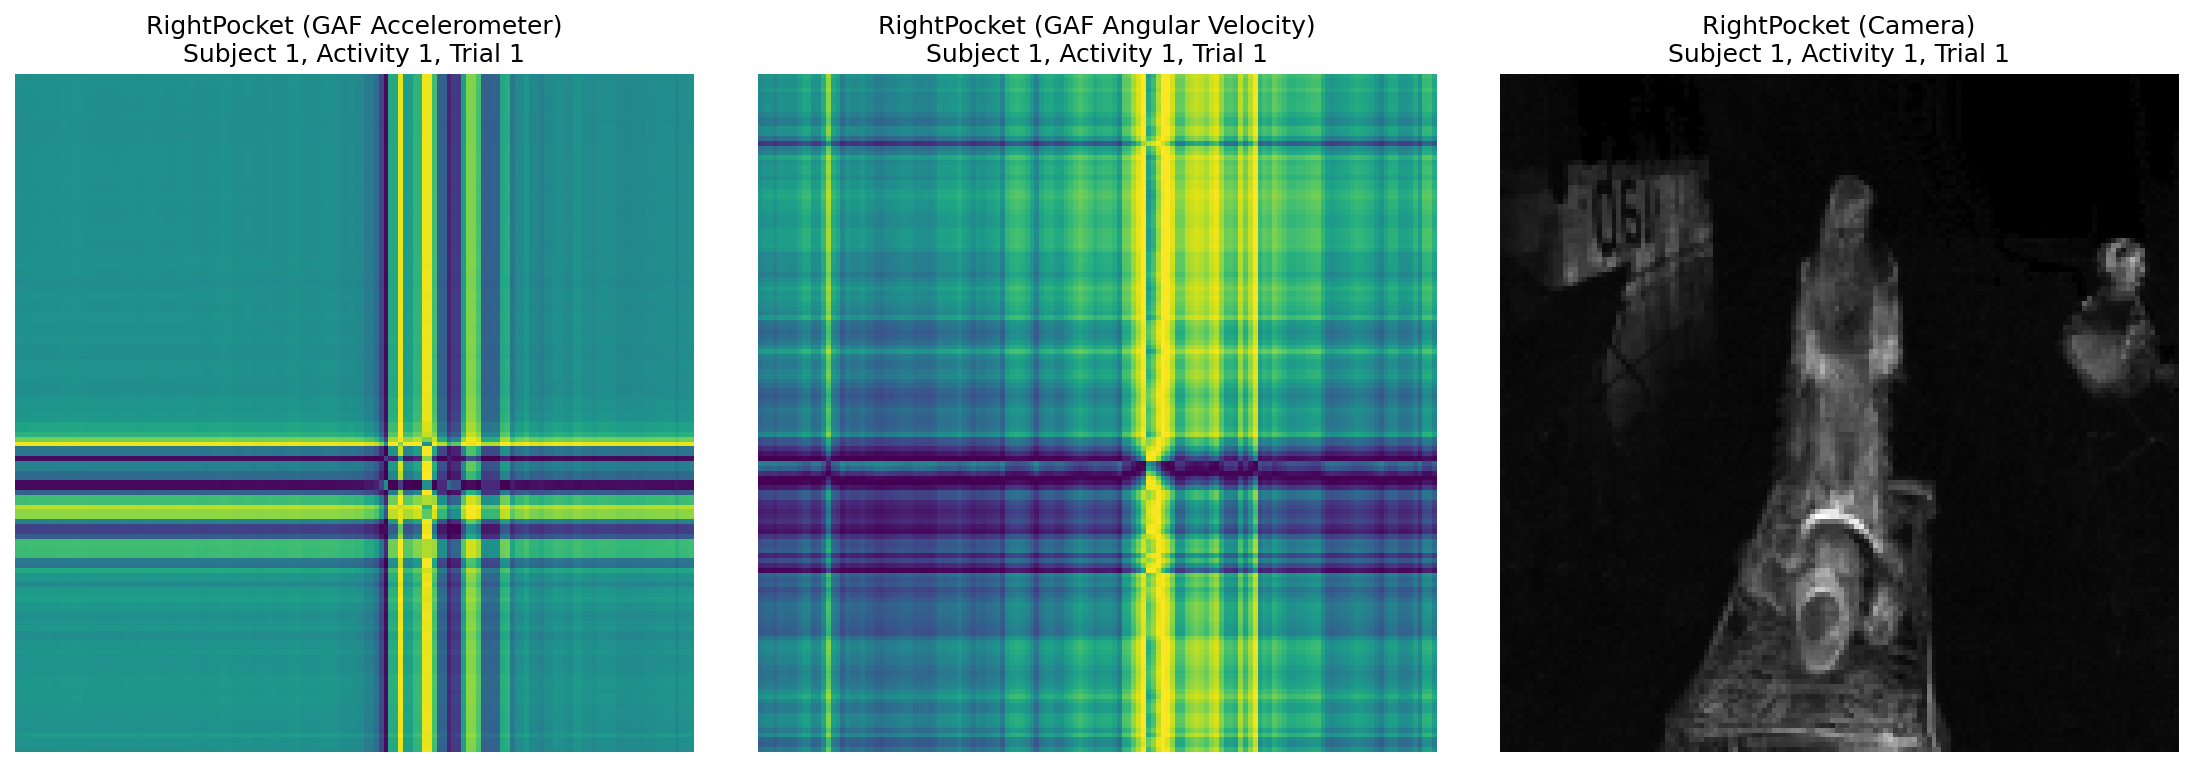 RightPocket (GAF Accelerometer)
Subject 1, Activity 1, Trial 1
RightPocket (GAF Angular Velocity)
Subject 1, Activity 1, Trial 1
RightPocket (Camera)
Subject 1, Activity 1, Trial 1